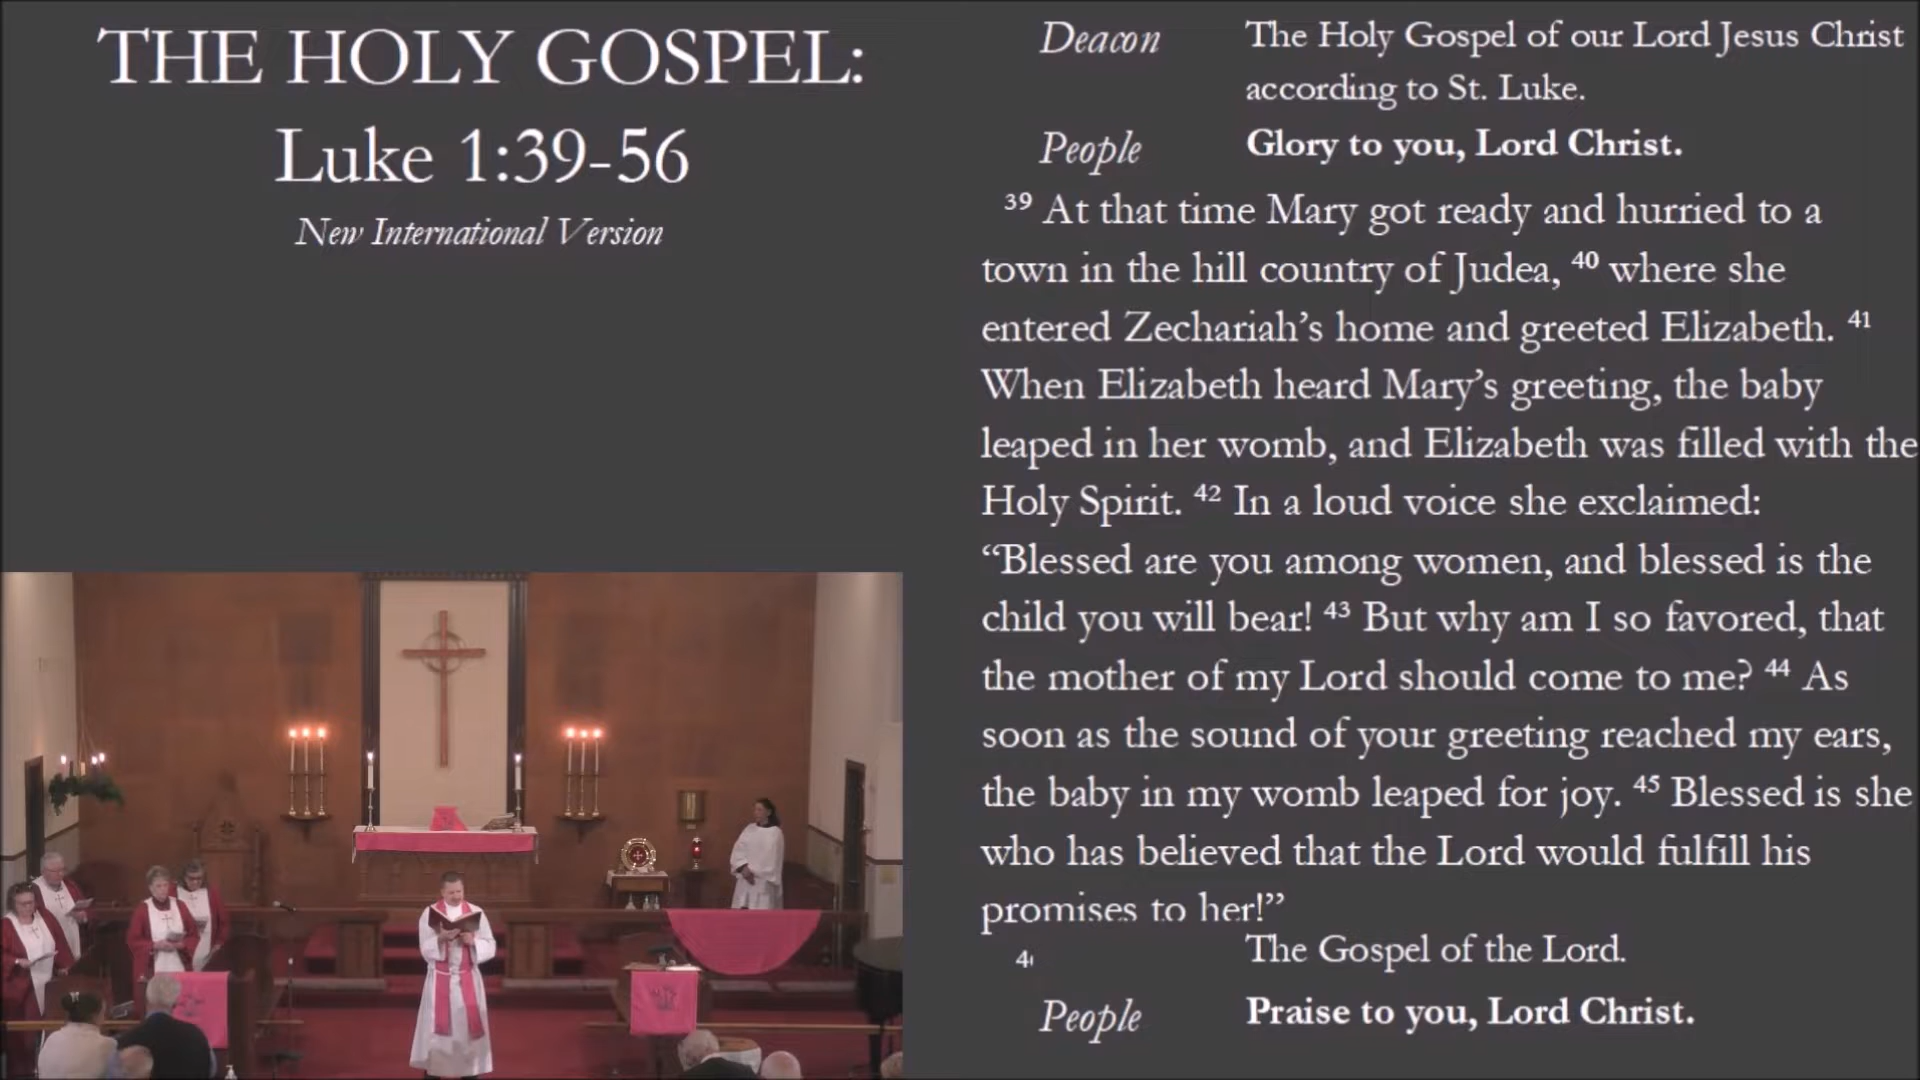 THE HOLY GOSPEL:
Luke 1:39-56
New International Version
Deacon The Holy Gospel of our Lord Jesus Christ
according to St. Luke.
People Glory to you, Lord Christ.
39 At that time Mary got ready and hurried to a
town in the hill country of Judea, 40 where she
entered Zechariah’s home and greeted Elizabeth. 41
When Elizabeth heard Mary’s greeting, the baby
leaped in her womb, and Elizabeth was filled with the
Holy Spirit. 42 In a loud voice she exclaimed:
“Blessed are you among women, and blessed is the
child you will bear! 43 But why am I so favored, that
the mother of my Lord should come to me? 44 As
soon as the sound of your greeting reached my ears,
the baby in my womb leaped for joy. 45 Blessed is she
who has believed that the Lord would fulfill his
promises to her!”
The Gospel of the Lord.
People Praise to you, Lord Christ.